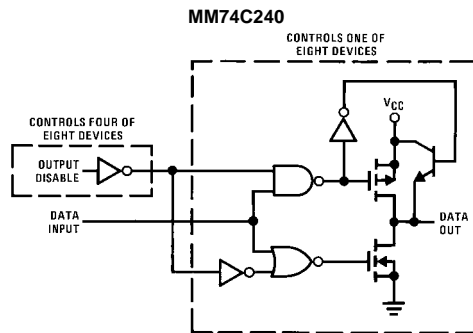 MM74C240
CONTROLS ONE OF
EIGHT DEVICES
VCC
CONTROLS FOUR OF
EIGHT DEVICES
OUTPUT
DISABLE
DATA
INPUT
DATA
OUT